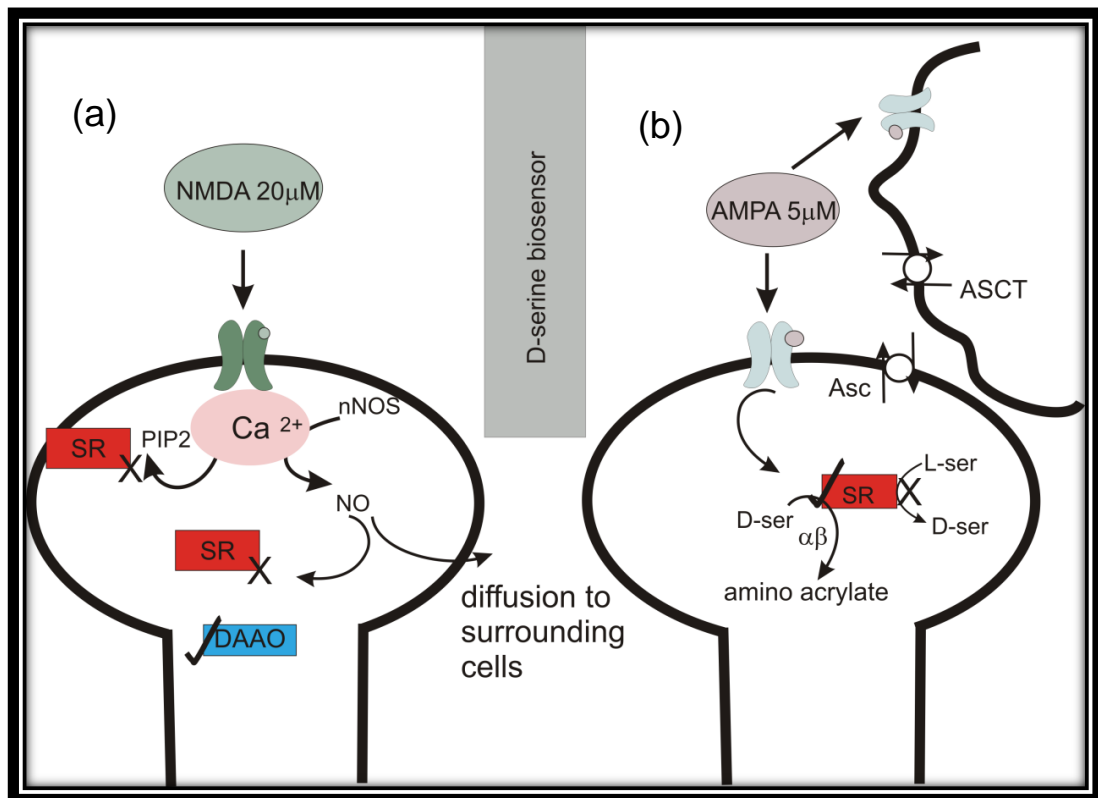 (a)
NMDA 20μM
Ca 2+
nNOS
PIP2
SR
X
NO
SR
X
DAAO
diffusion to
surrounding
cells
D-serine biosensor
(b)
AMPA 5μM
ASCT
Asc
SR
X
L-ser
D-ser
D-ser
αβ
amino acrylate